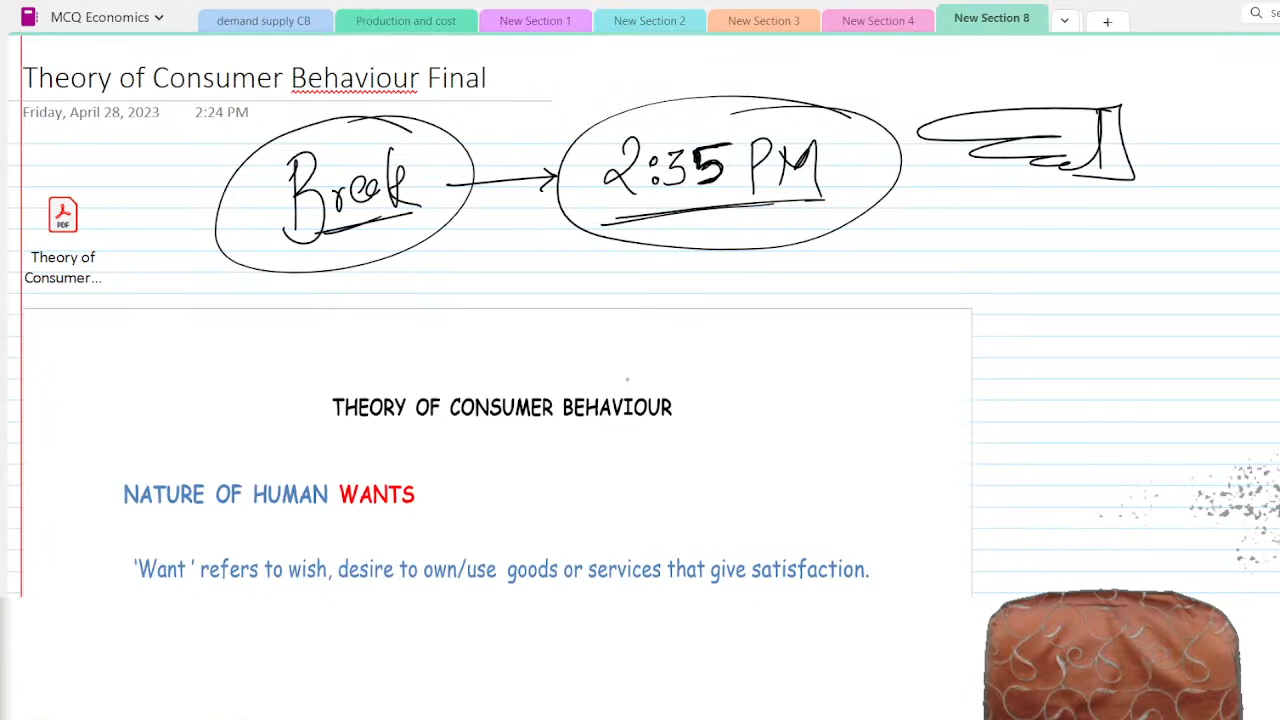 MCQ Economics
demand supply CB
Production and cost
New Section 1
New Section 2
New Section 3
New Section 4
New Section 8
Theory of Consumer Behaviour Final
Friday, April 28, 2023 2:24 PM
Break → 2:35 PM
PDF
Theory of
Consumer...
THEORY OF CONSUMER BEHAVIOUR
NATURE OF HUMAN WANTS
‘Want ’ refers to wish, desire to own/use goods or services that give satisfaction.